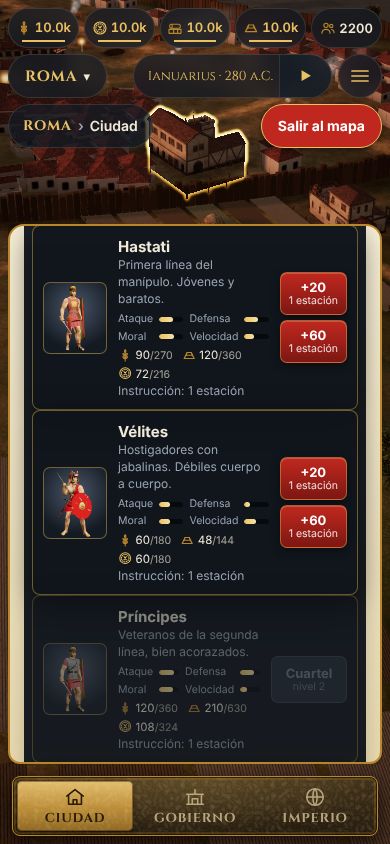 10.0k 10.0k 10.0k 10.0k 2200
ROMA ▾ IANUARIUS · 280 A.C.
ROMA › Ciudad Salir al mapa
Hastati
Primera línea del
manípulo. Jóvenes y
baratos.
Ataque Defensa
Moral Velocidad
90/270 120/360
72/216
Instrucción: 1 estación
+20
1 estación
+60
1 estación
Vélites
Hostigadores con
jabalinas. Débiles cuerpo
a cuerpo.
Ataque Defensa
Moral Velocidad
60/180 48/144
60/180
Instrucción: 1 estación
+20
1 estación
+60
1 estación
Príncipes
Veteranos de la segunda
línea, bien acorazados.
Ataque Defensa
Moral Velocidad
120/360 210/630
108/324
Instrucción: 1 estación
Cuartel
nivel 2
CIUDAD GOBIERNO IMPERIO